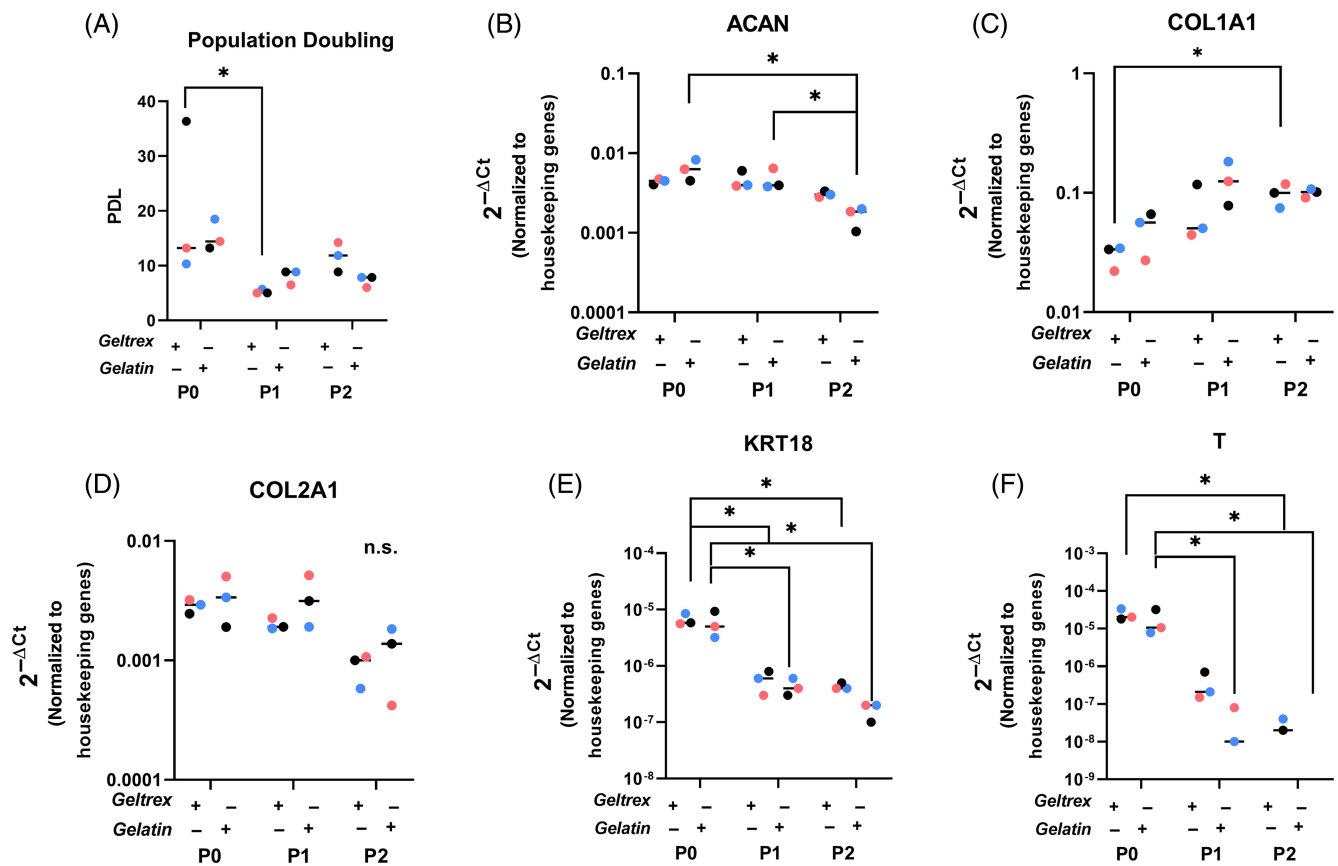 (A)
Population Doubling
*
PDL
40
30
20
10
0
Geltrex + − + − + −
Gelatin − + − + − +
P0 P1 P2
(B)
ACAN
*
*
2−ΔCt
(Normalized to
housekeeping genes)
0.1
0.01
0.001
0.0001
Geltrex + − + − + −
Gelatin − + − + − +
P0 P1 P2
(C)
COL1A1
*
2−ΔCt
(Normalized to
housekeeping genes)
1
0.1
0.01
Geltrex + − + − + −
Gelatin − + − + − +
P0 P1 P2
(D)
COL2A1
n.s.
2−ΔCt
(Normalized to
housekeeping genes)
0.01
0.001
0.0001
Geltrex + − + − + −
Gelatin − + − + − +
P0 P1 P2
(E)
KRT18
*
*
*
*
2−ΔCt
(Normalized to
housekeeping genes)
10-4
10-5
10-6
10-7
10-8
Geltrex + − + − + −
Gelatin − + − + − +
P0 P1 P2
(F)
T
*
*
*
2−ΔCt
(Normalized to
housekeeping genes)
10-3
10-4
10-5
10-6
10-7
10-8
10-9
Geltrex + − + − + −
Gelatin − + − + − +
P0 P1 P2